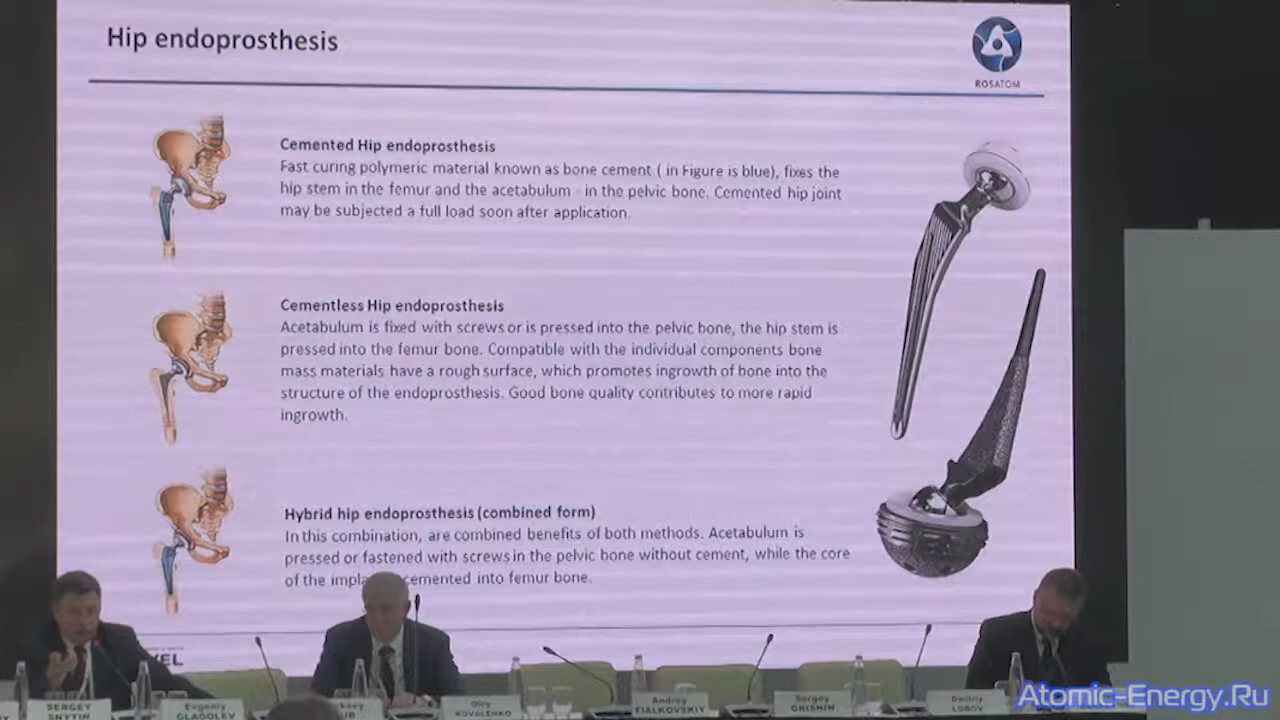 Hip endoprosthesis
ROSATOM
Cemented Hip endoprosthesis
Fast curing polymeric material known as bone cement ( in Figure is blue), fixes the
hip stem in the femur and the acetabulum - in the pelvic bone. Cemented hip joint
may be subjected a full load soon after application.
Cementless Hip endoprosthesis
Acetabulum is fixed with screws or is pressed into the pelvic bone, the hip stem is
pressed into the femur bone. Compatible with the individual components bone
mass materials have a rough surface, which promotes ingrowth of bone into the
structure of the endoprosthesis. Good bone quality contributes to more rapid
ingrowth.
Hybrid hip endoprosthesis (combined form)
In this combination, are combined benefits of both methods. Acetabulum is
pressed or fastened with screws in the pelvic bone without cement, while the core
of the cemented into femur bone.
SERGEY
SNYTIN
Evgeniy
GLAGOLEV
Oleg
KOVALENKO
Andrey
FIALKOVSKIY
Sergey
GRISHIN
Dmitriy
LOBOV
Atomic-Energy.Ru